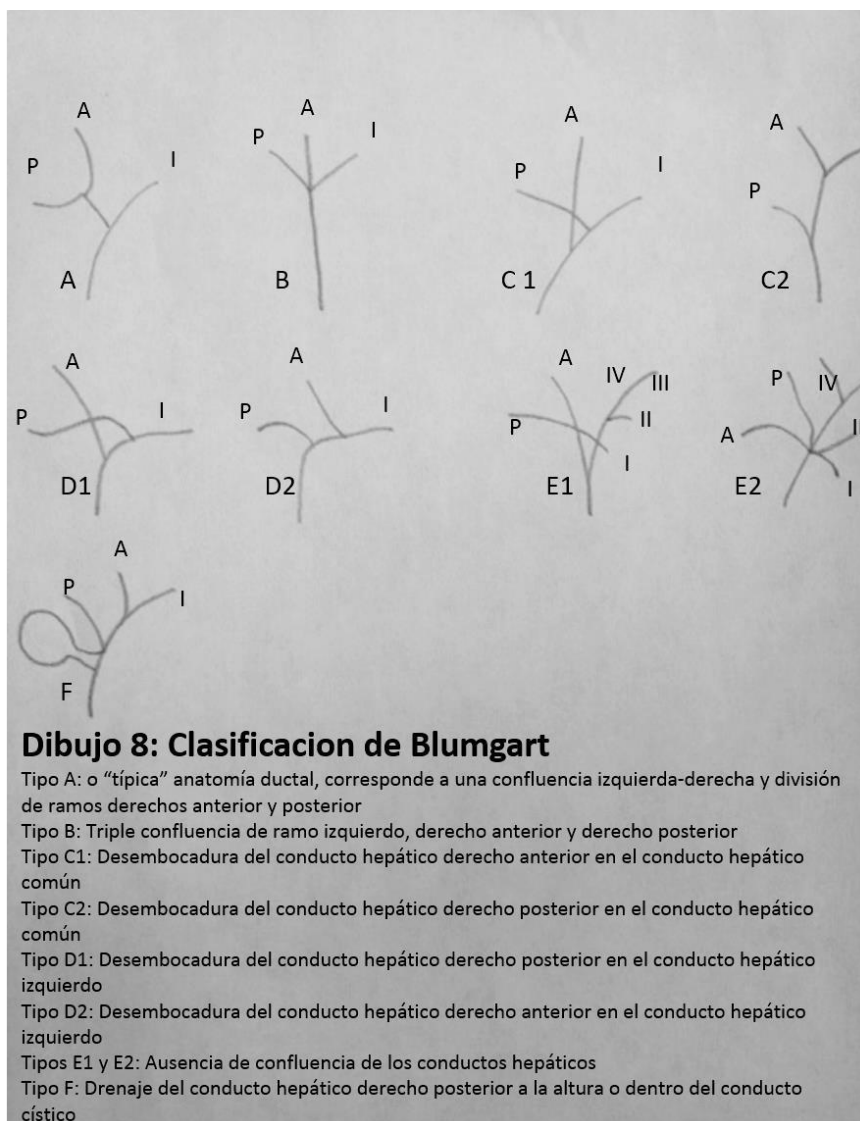 A
A
A
A
P
I
P
I
P
I
P
A
B
C 1
C2
A
A
A
IV
III
P
IV
P
I
P
I
P
II
A
I
I
D1
D2
E1
E2
A
P
I
F
Dibujo 8: Clasificacion de Blumgart
Tipo A: o “típica” anatomía ductal, corresponde a una confluencia izquierda-derecha y división
de ramos derechos anterior y posterior
Tipo B: Triple confluencia de ramo izquierdo, derecho anterior y derecho posterior
Tipo C1: Desembocadura del conducto hepático derecho anterior en el conducto hepático
común
Tipo C2: Desembocadura del conducto hepático derecho posterior en el conducto hepático
común
Tipo D1: Desembocadura del conducto hepático derecho posterior en el conducto hepático
izquierdo
Tipo D2: Desembocadura del conducto hepático derecho anterior en el conducto hepático
izquierdo
Tipos E1 y E2: Ausencia de confluencia de los conductos hepáticos
Tipo F: Drenaje del conducto hepático derecho posterior a la altura o dentro del conducto
cístico